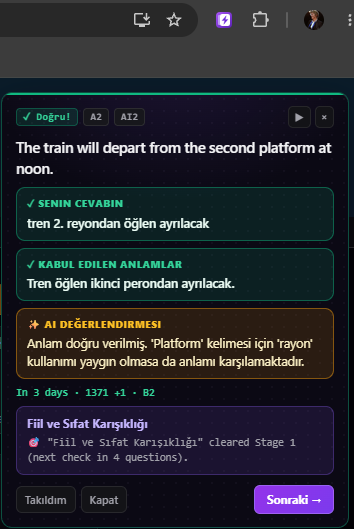 ✓ Doğru! A2 AI2
The train will depart from the second platform at
noon.
✓ SENIN CEVABIN
tren 2. reyondan öğlen ayrılacak
✓ KABUL EDILEN ANLAMLAR
Tren öğlen ikinci perondan ayrılacak.
✨ AI DEĞERLENDIRMESI
Anlam doğru verilmiş. 'Platform' kelimesi için 'rayon'
kullanımı yaygın olmasa da anlamı karşılamaktadır.
In 3 days · 1371 +1 · B2
Fiil ve Sıfat Karışıklığı
🎯 "Fiil ve Sıfat Karışıklığı" cleared Stage 1
(next check in 4 questions).
Takıldım Kapat Sonraki →